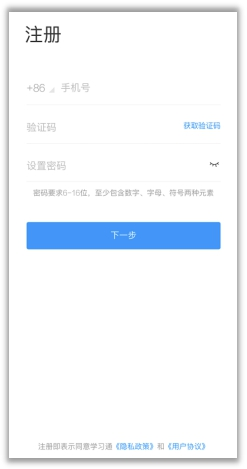 注册
+86 手机号
验证码 获取验证码
设置密码
密码要求6-16位，至少包含数字、字母、符号两种元素
下一步
注册即表示同意学习通《隐私政策》和《用户协议》